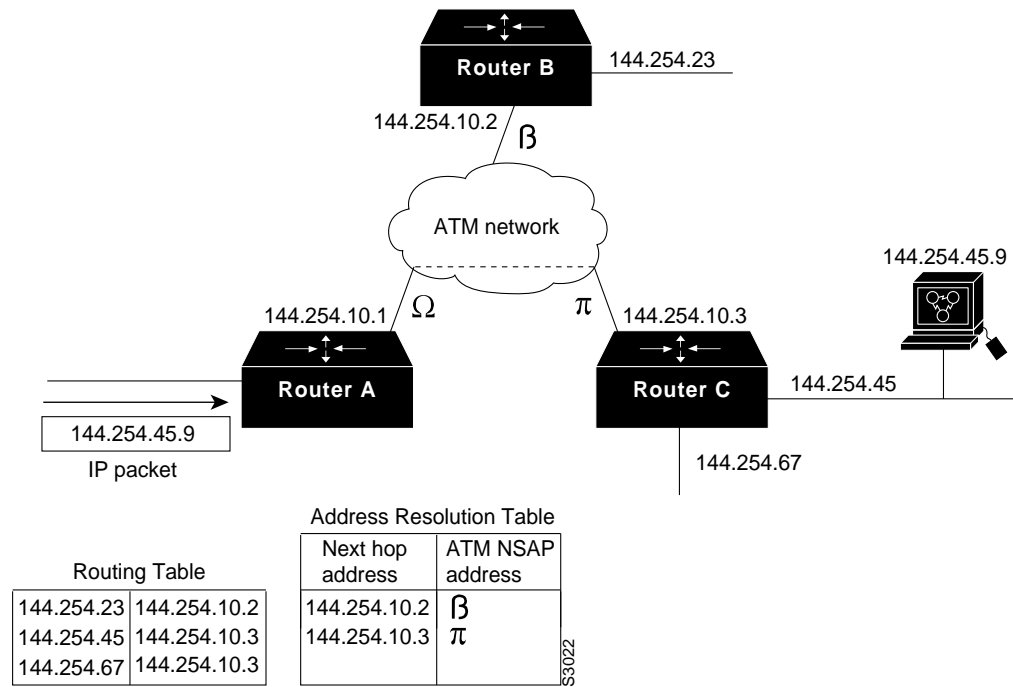 Router B
144.254.23
144.254.10.2
ß
ATM network
144.254.45.9
144.254.10.1
Ω
π
144.254.10.3
Router A
Router C
144.254.45
144.254.45.9
IP packet
144.254.67
Address Resolution Table
Next hop address
ATM NSAP address
144.254.10.2 ß
144.254.10.3 π
Routing Table
144.254.23 144.254.10.2
144.254.45 144.254.10.3
144.254.67 144.254.10.3
S3022